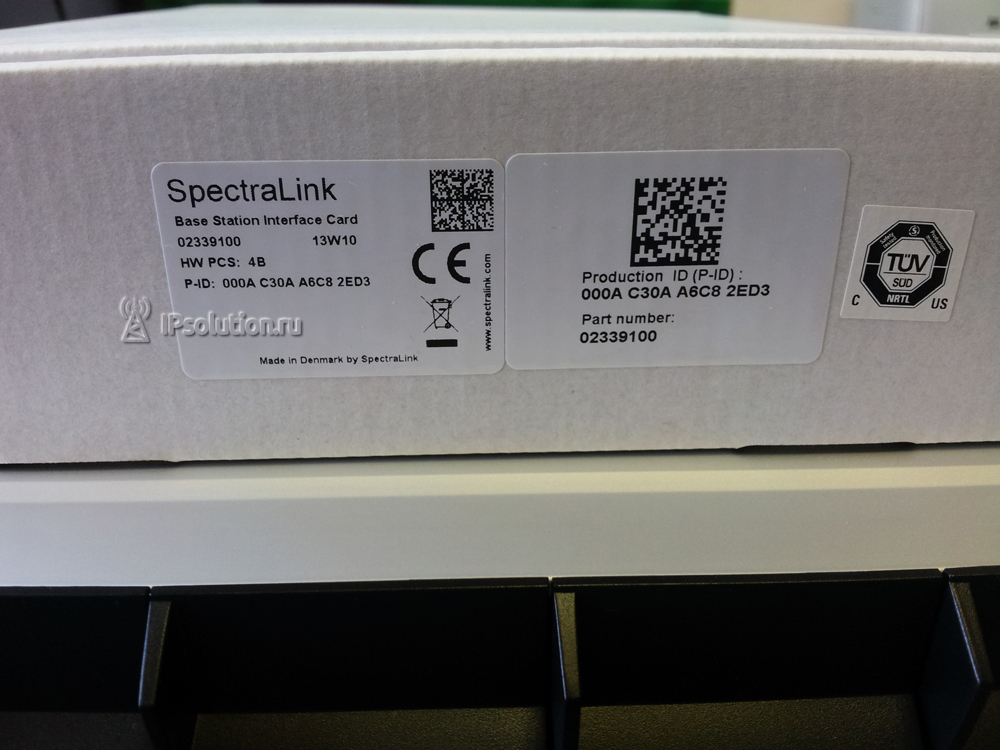 SpectraLink
Base Station Interface Card
02339100 13W10
HW PCS: 4B
P-ID: 000A C30A A6C8 2ED3
Made in Denmark by SpectraLink
CE
www.spectralink.com
IPsolution.ru
Production ID (P-ID) :
000A C30A A6C8 2ED3
Part number:
02339100
TÜV
SÜD
NRTL
C US